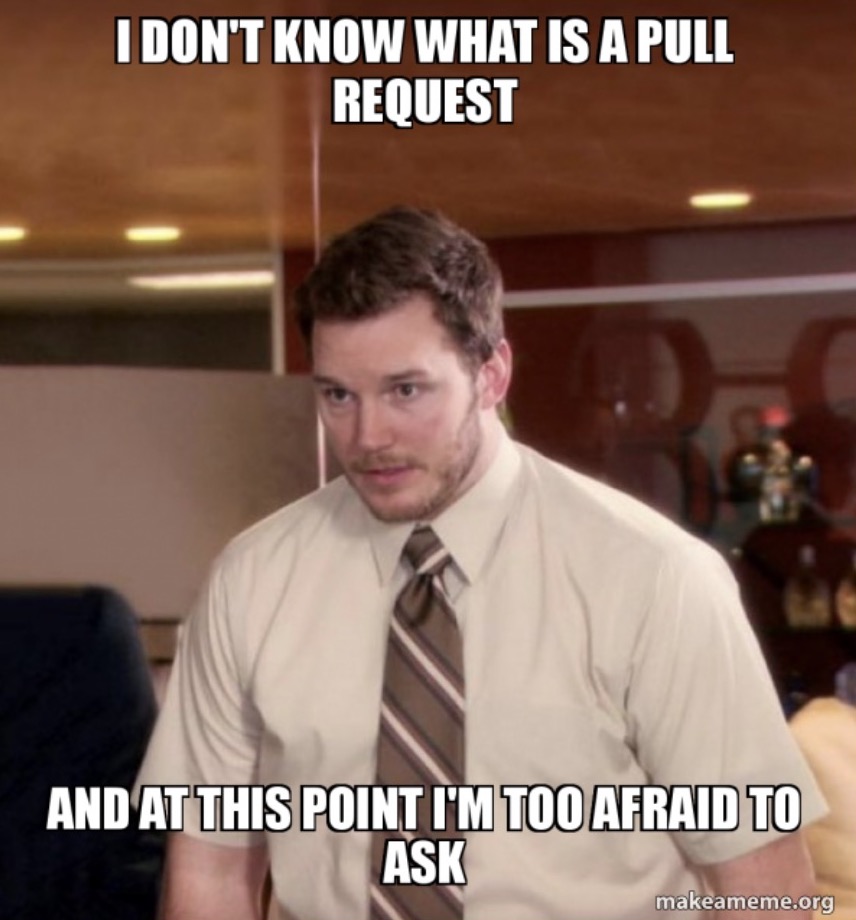 I DON'T KNOW WHAT IS A PULL
REQUEST
AND AT THIS POINT I'M TOO AFRAID TO
ASK
makeameme.org